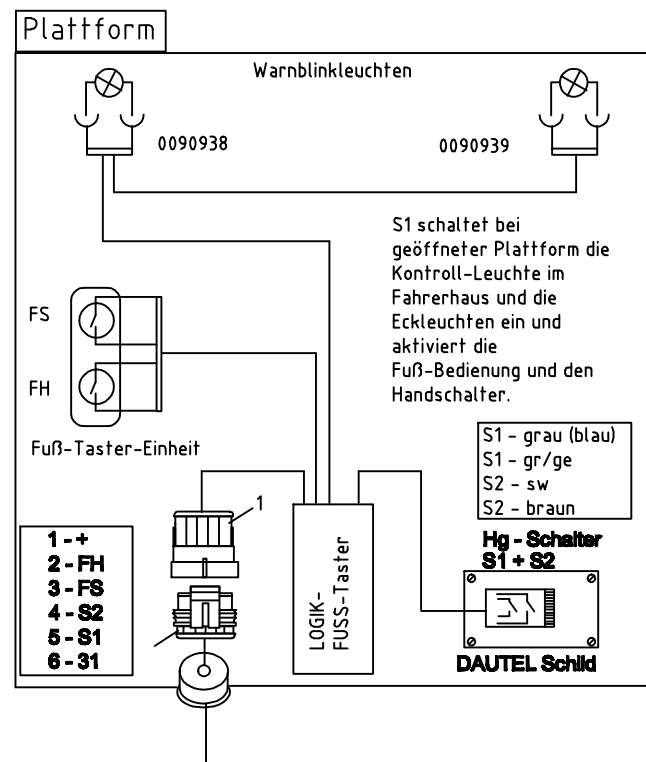 Plattform
Warnblinkleuchten
0090938
0090939
S1 schaltet bei
geöffneter Plattform die
Kontroll-Leuchte im
Fahrerhaus und die
Eckleuchten ein und
aktiviert die
Fuß-Bedienung und den
Handschalter.
FS
FH
Fuß-Taster-Einheit
S1 - grau (blau)
S1 - gr/ge
S2 - sw
S2 - braun
1
1 - +
2 - FH
3 - FS
4 - S2
5 - S1
6 - 31
LOGIK-
FUSS-Taster
Hg - Schalter
S1 + S2
DAUTEL Schild